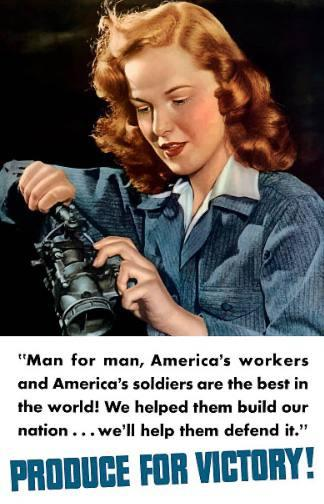 "Man for man, America's workers
and America's soldiers are the best in
the world! We helped them build our
nation...we'll help them defend it."
PRODUCE FOR VICTORY!